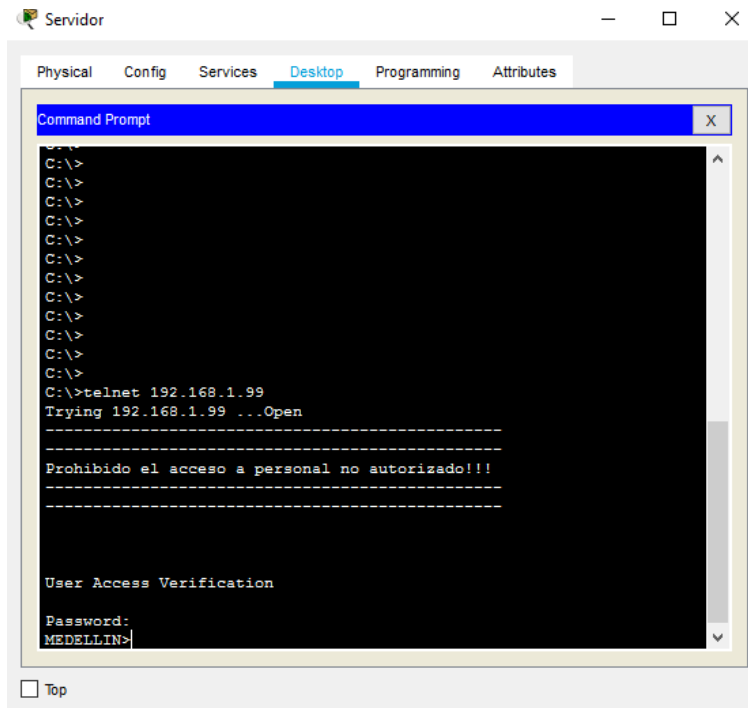 Servidor
Physical Config Services Desktop Programming Attributes
Command Prompt
X
C:\>
C:\>
C:\>
C:\>
C:\>
C:\>
C:\>
C:\>
C:\>
C:\>
C:\>
C:\>
C:\>telnet 192.168.1.99
Trying 192.168.1.99 ...Open
------------------------------------------------
------------------------------------------------
Prohibido el acceso a personal no autorizado!!!
------------------------------------------------
------------------------------------------------
User Access Verification
Password:
MEDELLIN>
Top